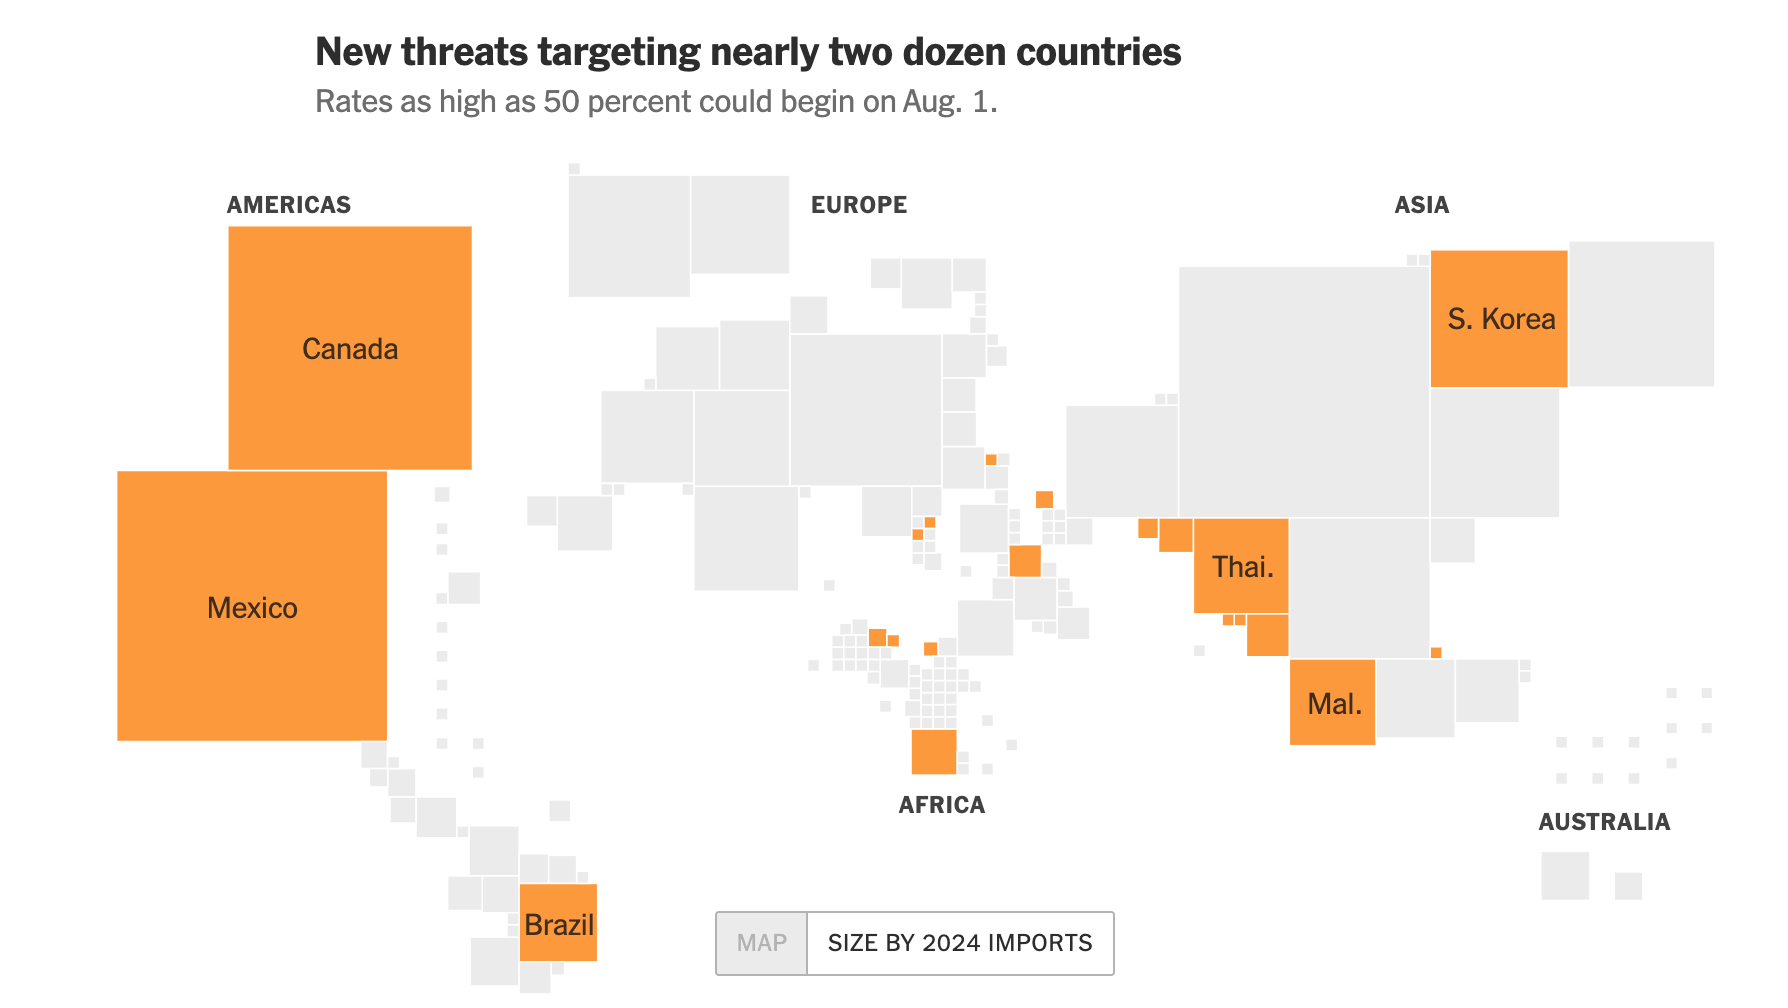 New threats targeting nearly two dozen countries
Rates as high as 50 percent could begin on Aug. 1.
AMERICAS
EUROPE
ASIA
Canada
S. Korea
Mexico
Thai.
Mal.
AFRICA
AUSTRALIA
Brazil
MAP
SIZE BY 2024 IMPORTS